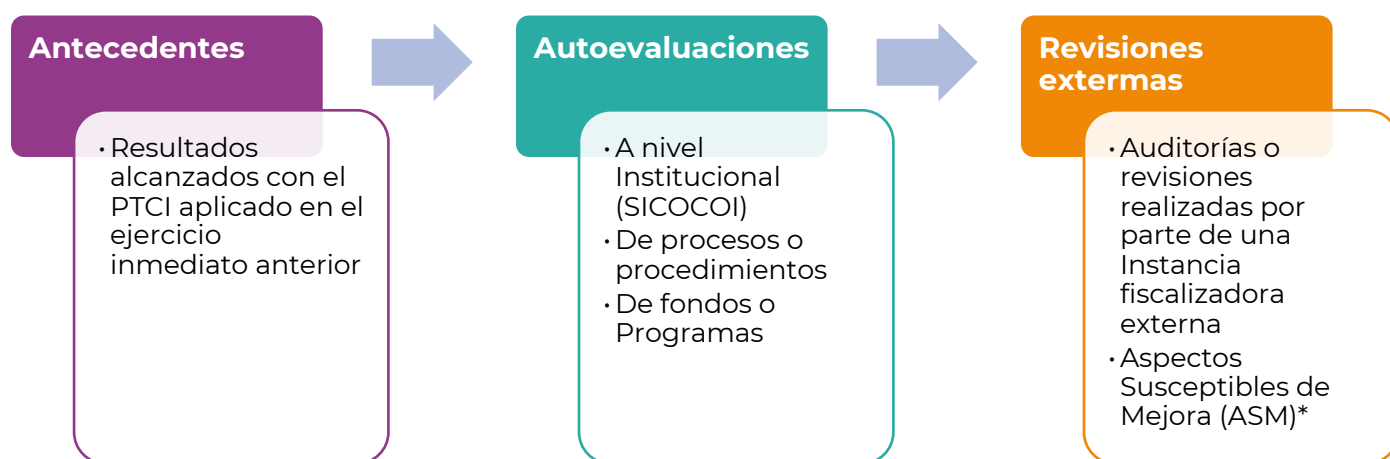 Antecedentes
· Resultados
alcanzados con el
PTCI aplicado en el
ejercicio
inmediato anterior
Autoevaluaciones
· A nivel
Institucional
(SICOCOI)
· De procesos o
procedimientos
· De fondos o
Programas
Revisiones
extermas
· Auditorías o
revisiones
realizadas por
parte de una
Instancia
fiscalizadora
externa
· Aspectos
Susceptibles de
Mejora (ASM)*